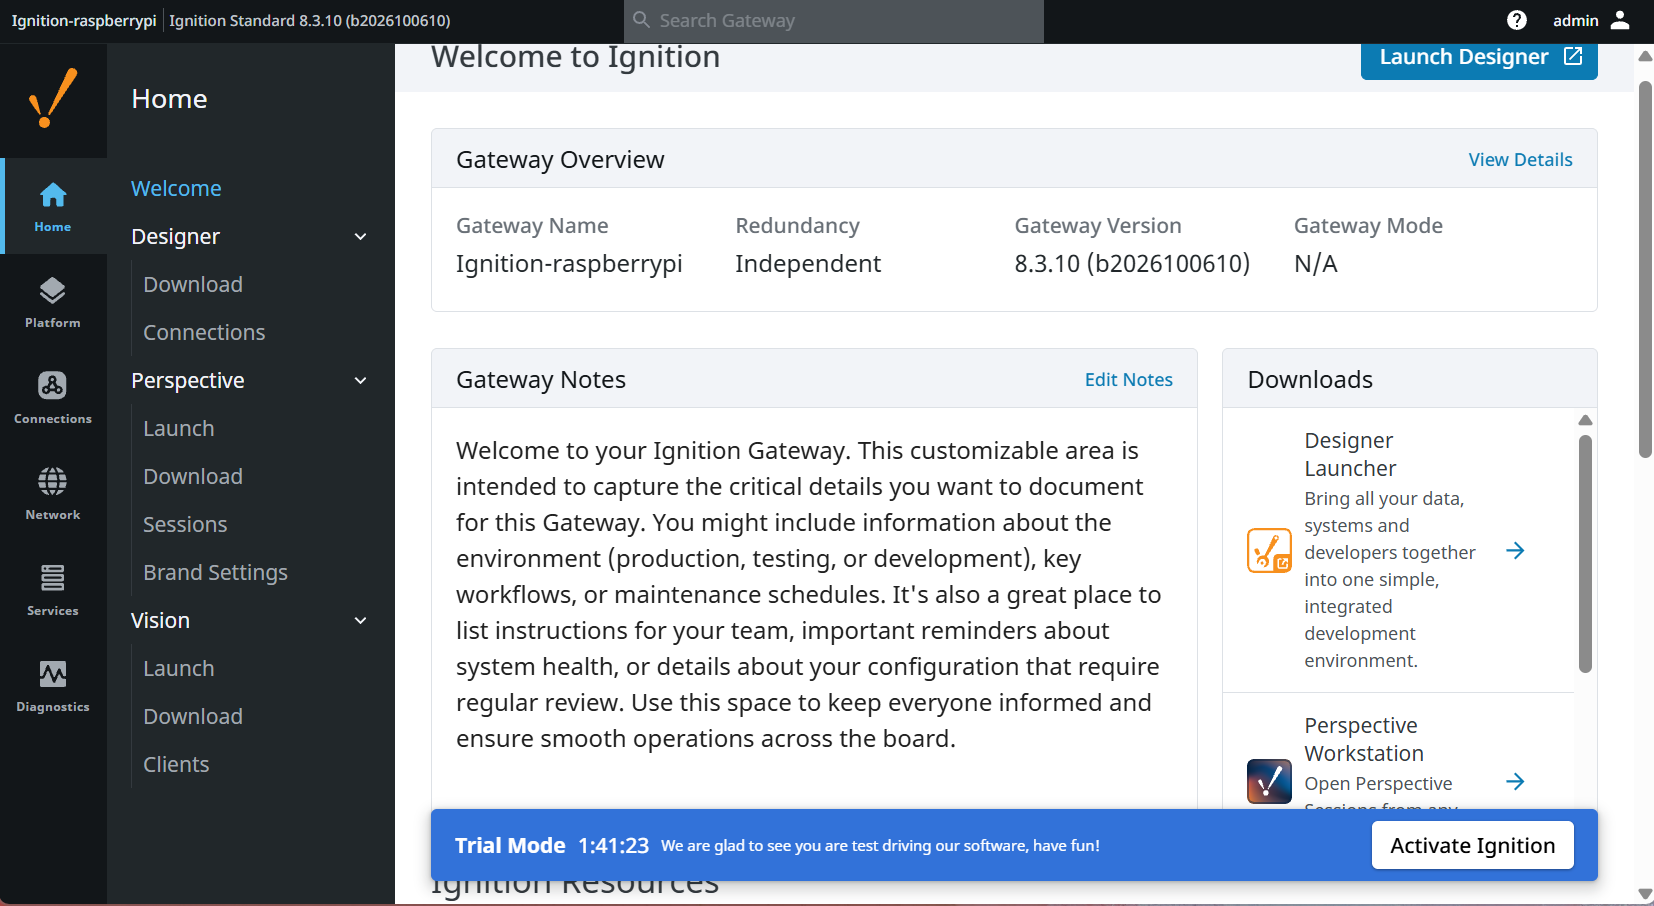 Ignition-raspberrypi Ignition Standard 8.3.10 (b2026100610)
Search Gateway
admin
Home
Platform
Connections
Network
Services
Diagnostics
Home
Welcome
Designer
Download
Connections
Perspective
Launch
Download
Sessions
Brand Settings
Vision
Launch
Download
Clients
Welcome to Ignition
Launch Designer
Gateway Overview
View Details
Gateway Name
Ignition-raspberrypi
Redundancy
Independent
Gateway Version
8.3.10 (b2026100610)
Gateway Mode
N/A
Gateway Notes
Edit Notes
Welcome to your Ignition Gateway. This customizable area is
intended to capture the critical details you want to document
for this Gateway. You might include information about the
environment (production, testing, or development), key
workflows, or maintenance schedules. It's also a great place to
list instructions for your team, important reminders about
system health, or details about your configuration that require
regular review. Use this space to keep everyone informed and
ensure smooth operations across the board.
Downloads
Designer
Launcher
Bring all your data,
systems and
developers together
into one simple,
integrated
development
environment.
Perspective
Workstation
Open Perspective
Sessions from any
Trial Mode 1:41:23 We are glad to see you are test driving our software, have fun!
Activate Ignition
Ignition Resources